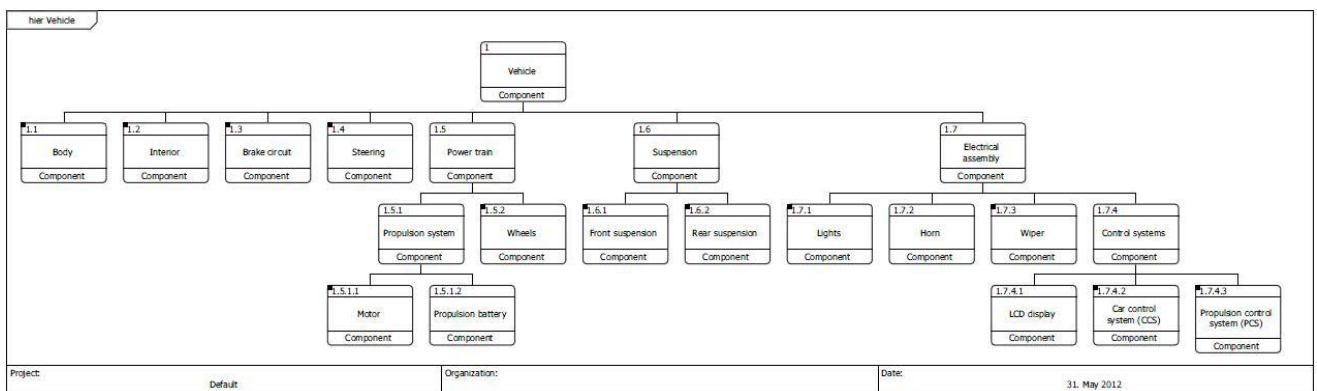 hier Vehicle
1
Vehicle
Component
1.1
Body
Component
1.2
Interior
Component
1.3
Brake circuit
Component
1.4
Steering
Component
1.5
Power train
Component
1.6
Suspension
Component
1.7
Electrical
assembly
Component
1.5.1
Propulsion system
Component
1.5.2
Wheels
Component
1.6.1
Front suspension
Component
1.6.2
Rear suspension
Component
1.7.1
Lights
Component
1.7.2
Horn
Component
1.7.3
Wiper
Component
1.7.4
Control systems
Component
1.5.1.1
Motor
Component
1.5.1.2
Propulsion battery
Component
1.7.4.1
LCD display
Component
1.7.4.2
Car control
system (CCS)
Component
1.7.4.3
Propulsion control
system (PCS)
Component
Project:
Default
Organization:
Date:
31. May 2012